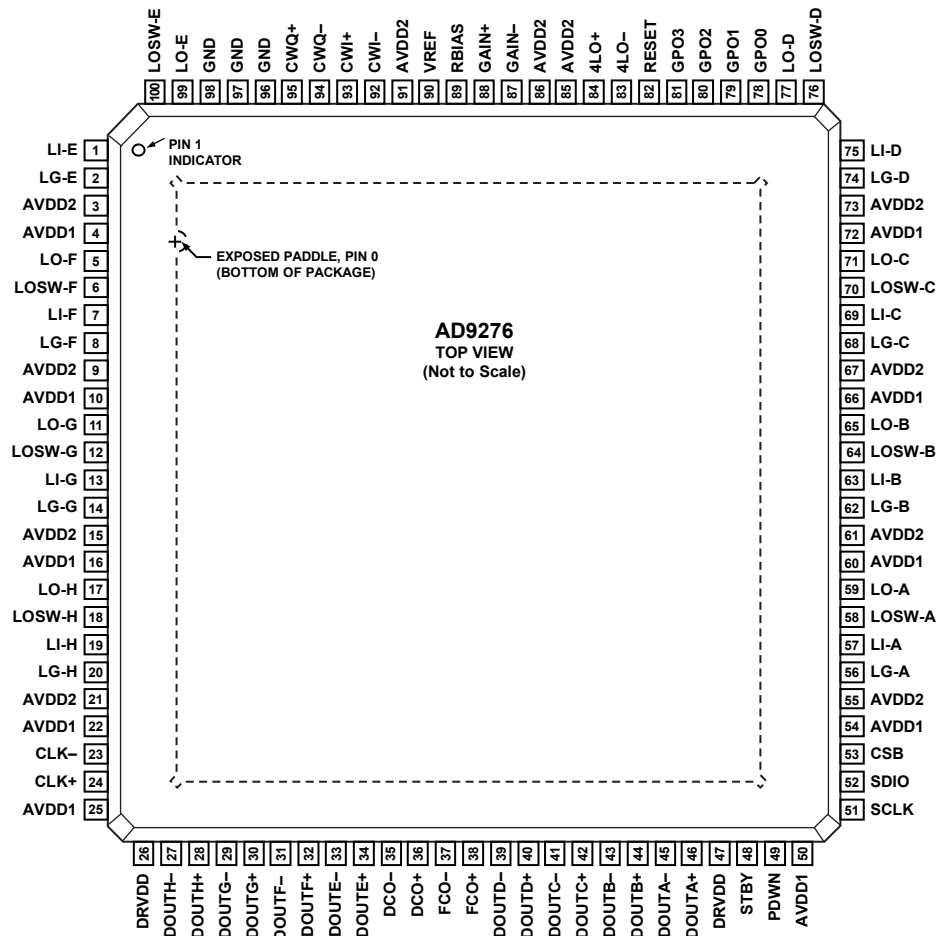 LOSW-E
LO-E
GND
GND
GND
CWQ+
CWQ–
CWI+
CWI–
AVDD2
VREF
RBIAS
GAIN+
GAIN–
AVDD2
AVDD2
4LO+
4LO–
RESET
GPO3
GPO2
GPO1
GPO0
LO-D
LOSW-D
100 99 98 97 96 95 94 93 92 91 90 89 88 87 86 85 84 83 82 81 80 79 78 77 76
LI-E 1
LG-E 2
AVDD2 3
AVDD1 4
LO-F 5
LOSW-F 6
LI-F 7
LG-F 8
AVDD2 9
AVDD1 10
LO-G 11
LOSW-G 12
LI-G 13
LG-G 14
AVDD2 15
AVDD1 16
LO-H 17
LOSW-H 18
LI-H 19
LG-H 20
AVDD2 21
AVDD1 22
CLK– 23
CLK+ 24
AVDD1 25
PIN 1
INDICATOR
EXPOSED PADDLE, PIN 0
(BOTTOM OF PACKAGE)
AD9276
TOP VIEW
(Not to Scale)
75 LI-D
74 LG-D
73 AVDD2
72 AVDD1
71 LO-C
70 LOSW-C
69 LI-C
68 LG-C
67 AVDD2
66 AVDD1
65 LO-B
64 LOSW-B
63 LI-B
62 LG-B
61 AVDD2
60 AVDD1
59 LO-A
58 LOSW-A
57 LI-A
56 LG-A
55 AVDD2
54 AVDD1
53 CSB
52 SDIO
51 SCLK
26 27 28 29 30 31 32 33 34 35 36 37 38 39 40 41 42 43 44 45 46 47 48 49 50
DRVDD
DOUTH–
DOUTH+
DOUTG–
DOUTG+
DOUTF–
DOUTF+
DOUTE–
DOUTE+
DCO–
DCO+
FCO–
FCO+
DOUTD–
DOUTD+
DOUTC–
DOUTC+
DOUTB–
DOUTB+
DOUTA–
DOUTA+
DRVDD
STBY
PDWN
AVDD1